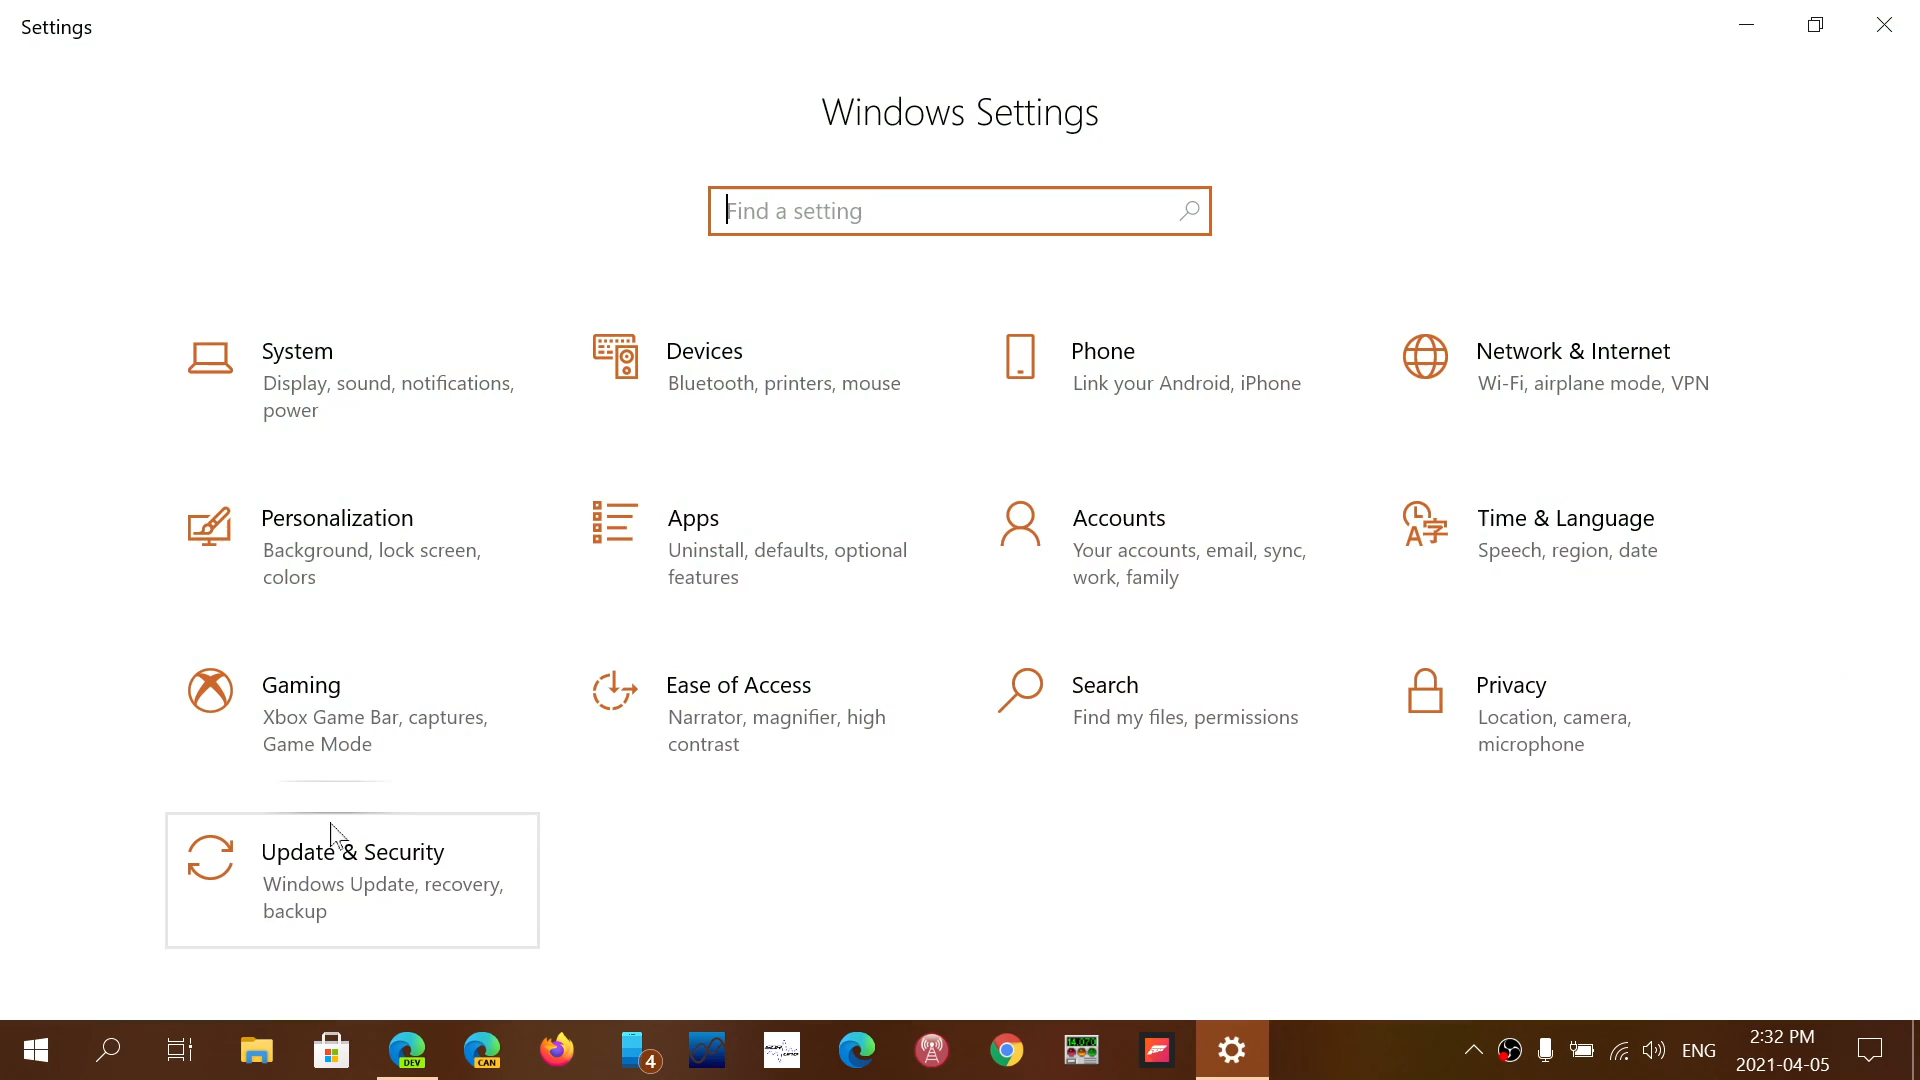 Settings
Windows Settings
Find a setting
System
Display, sound, notifications,
power
Devices
Bluetooth, printers, mouse
Phone
Link your Android, iPhone
Network & Internet
Wi-Fi, airplane mode, VPN
Personalization
Background, lock screen,
colors
Apps
Uninstall, defaults, optional
features
Accounts
Your accounts, email, sync,
work, family
Time & Language
Speech, region, date
Gaming
Xbox Game Bar, captures,
Game Mode
Ease of Access
Narrator, magnifier, high
contrast
Search
Find my files, permissions
Privacy
Location, camera,
microphone
Update & Security
Windows Update, recovery,
backup
DEV
CAN
4
ENG
2:32 PM
2021-04-05